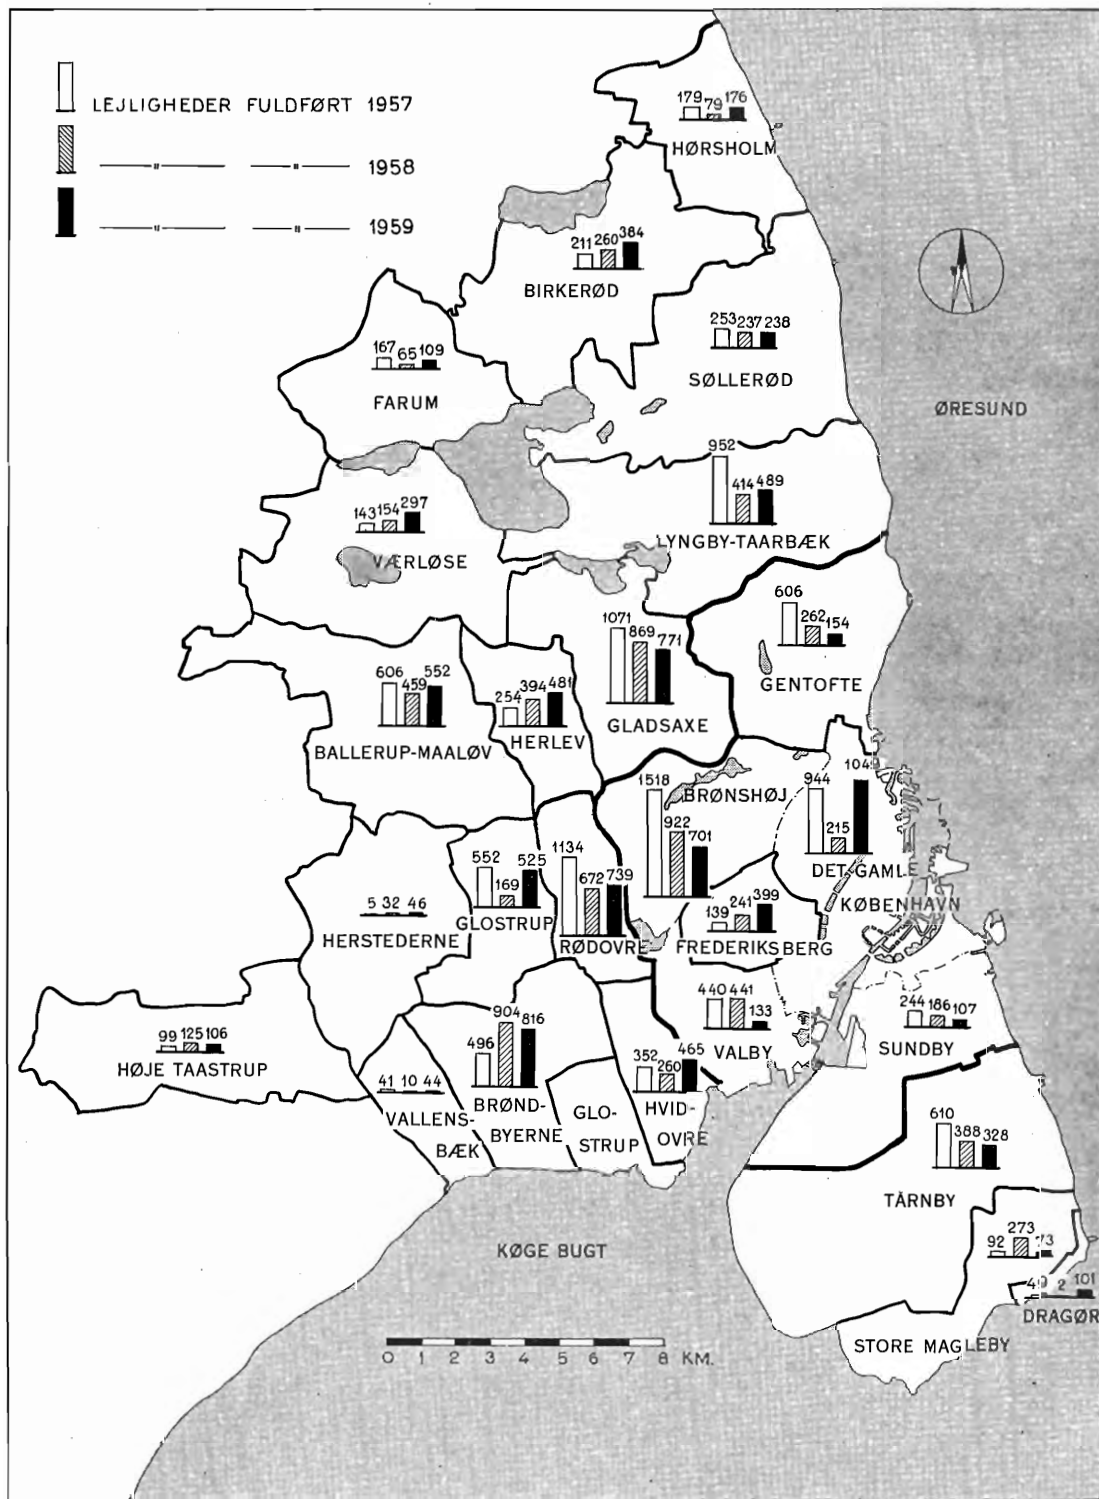 LEJLIGHEDER FULDFØRT 1957
—— " —— —— " —— 1958
—— " —— —— " —— 1959
179 79 176
HØRSHOLM
211 260 384
BIRKERØD
253 237 238
SØLLERØD
167 65 109
FARUM
ØRESUND
952 414 489
LYNGBY-TAARBÆK
143 154 297
VÆRLØSE
606 262 154
GENTOFTE
1071 869 771
GLADSAXE
606 459 552
BALLERUP-MAALØV
254 394 481
HERLEV
1518 922 701
BRØNSHØJ
944 215
DET GAMLE
KØBENHAVN
1134 672 739
RØDOVRE
552 169 525
GLOSTRUP
139 241 399
FREDERIKSBERG
5 32 46
HERSTEDERNE
440 441 133
VALBY
244 186 107
SUNDBY
99 125 106
HØJE TAASTRUP
496 904 816
BRØND-
BYERNE
41 10 44
VALLENS-
BÆK
GLO-
STRUP
352 260 465
HVID-
OVRE
610 388 328
TÅRNBY
92 273 73
STORE MAGLEBY
2 101
DRAGØR
KØGE BUGT
0 1 2 3 4 5 6 7 8 KM.